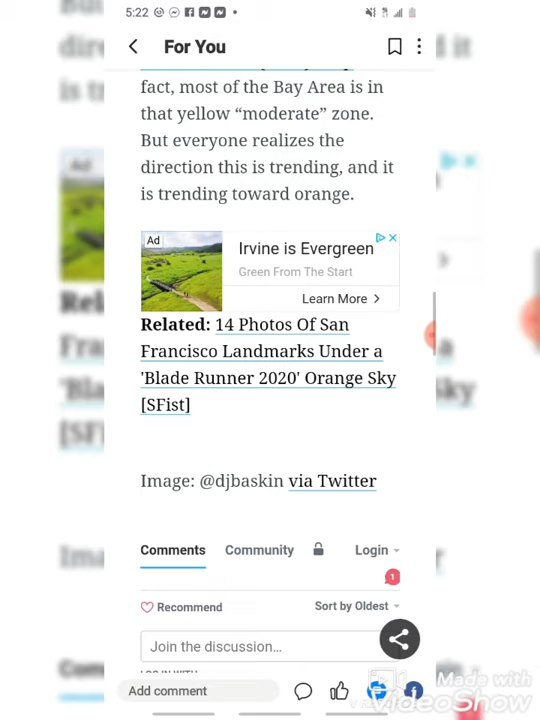 5:22
For You
fact, most of the Bay Area is in
that yellow “moderate” zone.
But everyone realizes the
direction this is trending, and it
is trending toward orange.
Ad
Irvine is Evergreen
Green From The Start
Learn More
Related: 14 Photos Of San
Francisco Landmarks Under a
'Blade Runner 2020' Orange Sky
[SFist]
Image: @djbaskin via Twitter
Comments Community Login
1
Recommend Sort by Oldest
Join the discussion…
LOG IN WITH
Add comment
Made with
VideoShow